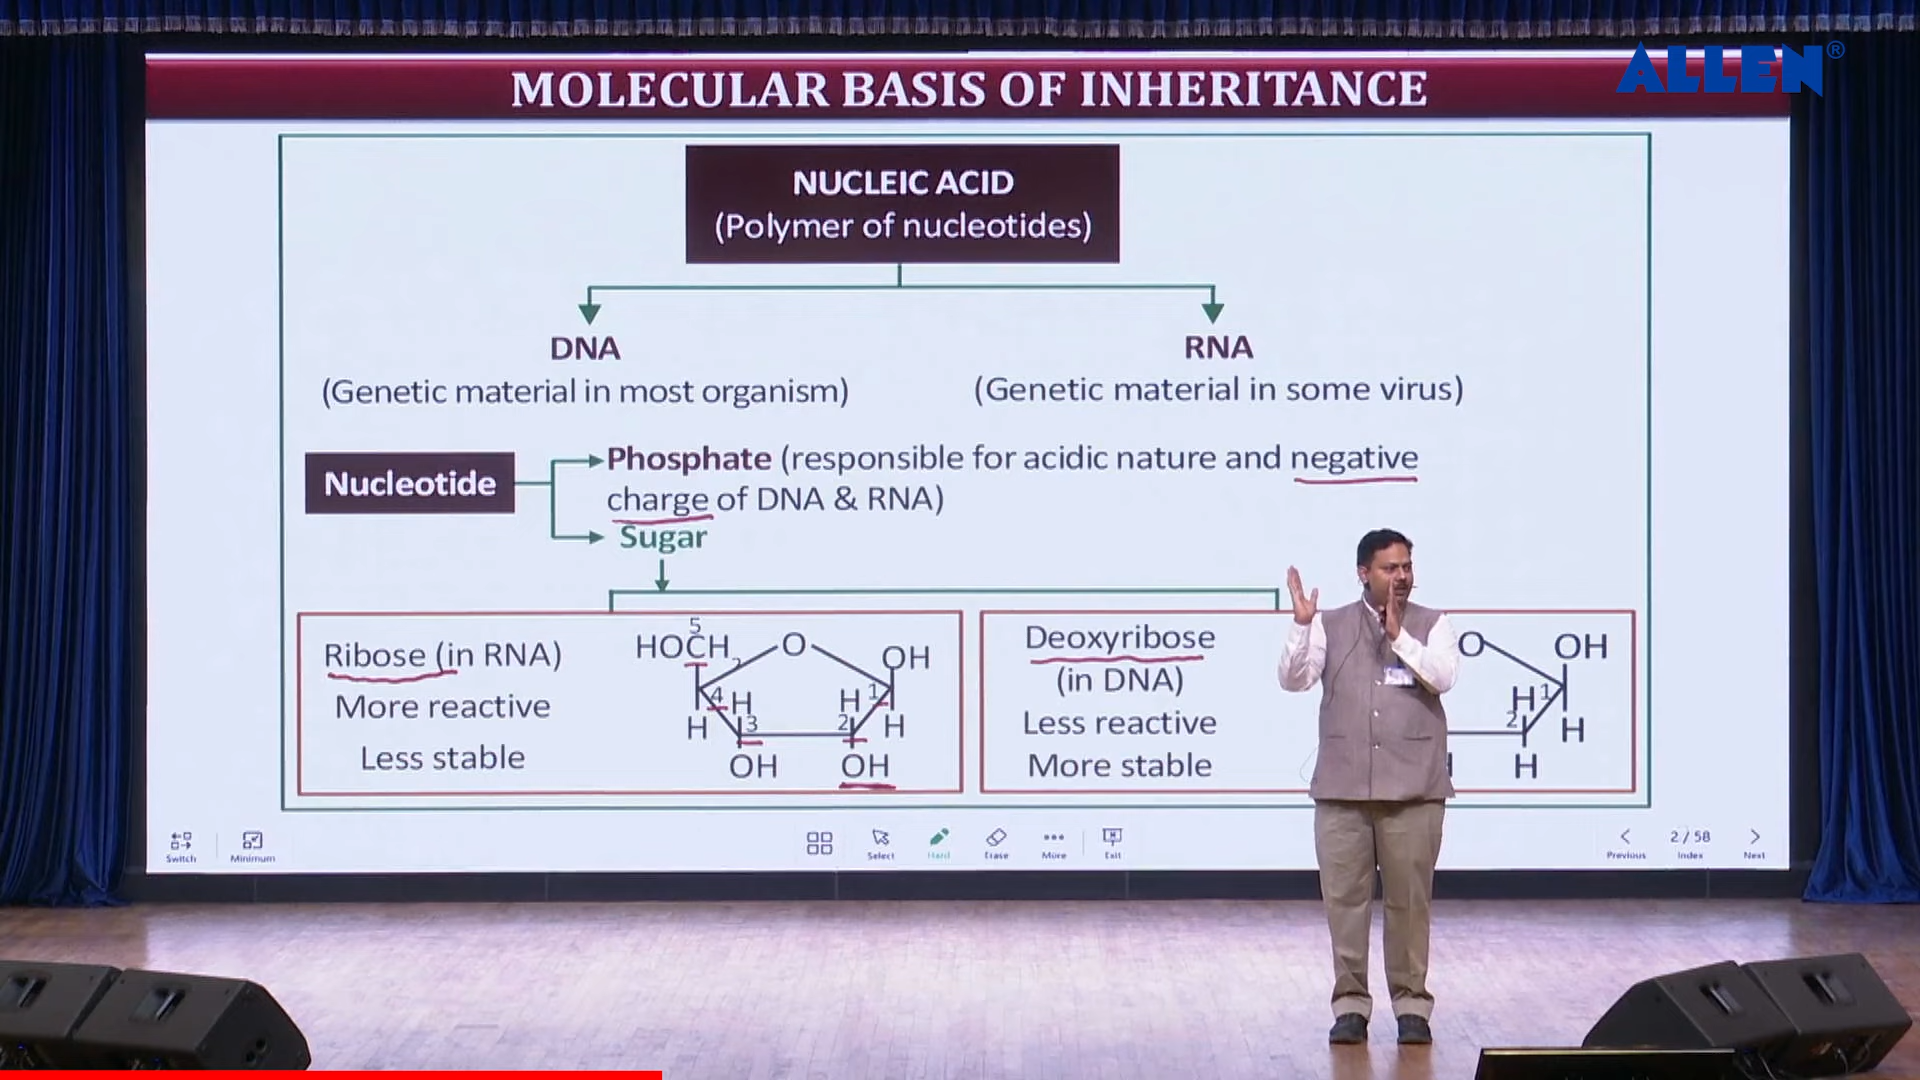 ALLEN®
MOLECULAR BASIS OF INHERITANCE
NUCLEIC ACID
(Polymer of nucleotides)
DNA
(Genetic material in most organism)
RNA
(Genetic material in some virus)
Nucleotide
Phosphate (responsible for acidic nature and negative
charge of DNA & RNA)
Sugar
Ribose (in RNA)
More reactive
Less stable
5
HOCH2
O
OH
4
H
H
1
H
3
2
H
OH
OH
Deoxyribose
(in DNA)
Less reactive
More stable
O
OH
H
1
2
H
H
Switch
Minimum
Select
Hard
Erase
More
Exit
Previous
2 / 58
Index
Next